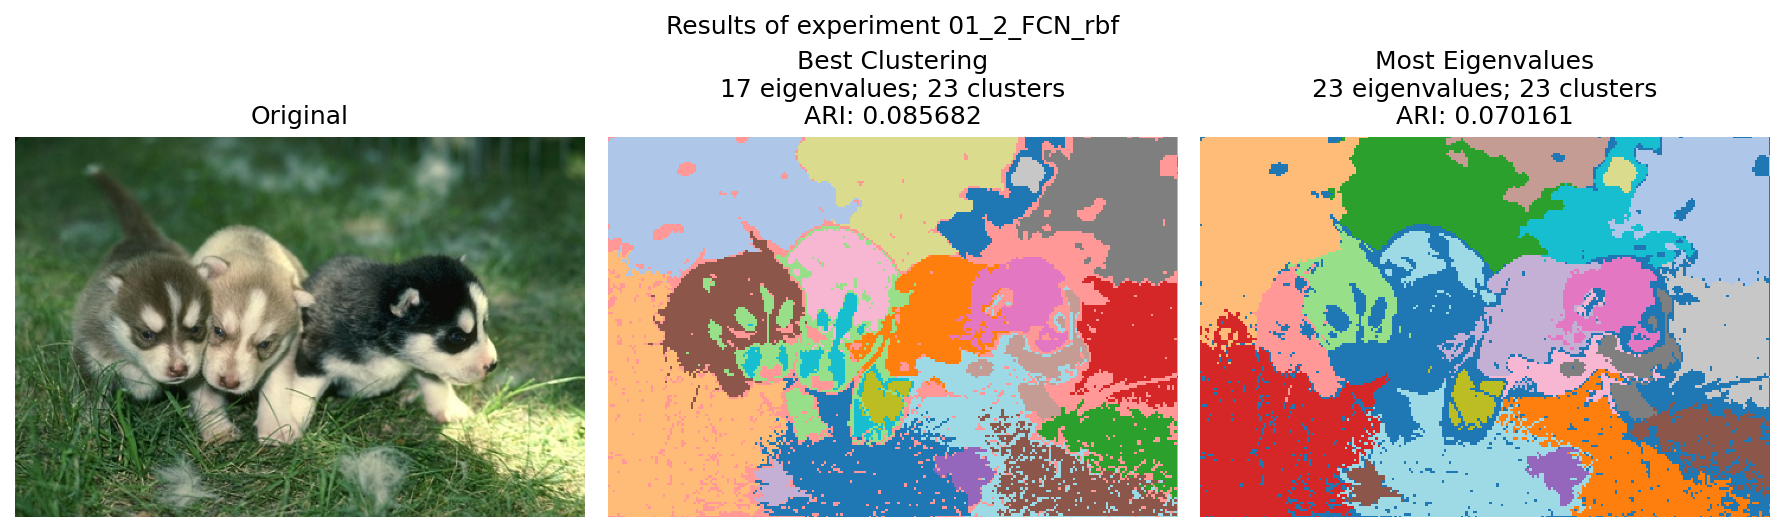 Results of experiment 01_2_FCN_rbf
Original
Best Clustering
17 eigenvalues; 23 clusters
ARI: 0.085682
Most Eigenvalues
23 eigenvalues; 23 clusters
ARI: 0.070161